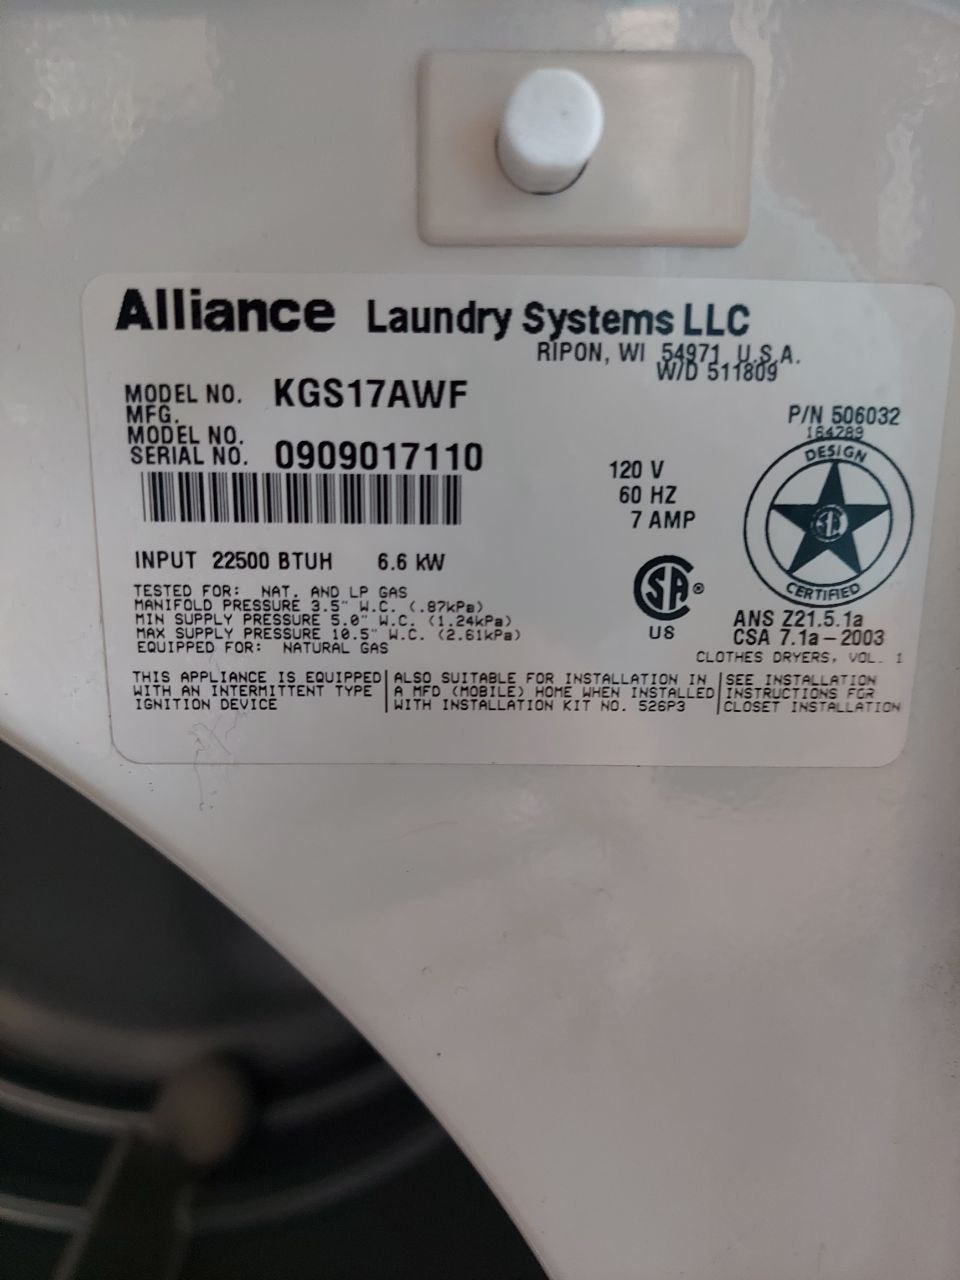 Alliance Laundry Systems LLC
RIPON, WI 54971 U.S.A.
W/D 511809
MODEL NO. KGS17AWF
MFG.
MODEL NO.
SERIAL NO. 0909017110
P/N 506032
184289
120 V
60 HZ
7 AMP
DESIGN
CERTIFIED
INPUT 22500 BTUH 6.6 kW
TESTED FOR: NAT. AND LP GAS
MANIFOLD PRESSURE 3.5" W.C. (.87kPa)
MIN SUPPLY PRESSURE 5.0" W.C. (1.24kPa)
MAX SUPPLY PRESSURE 10.5" W.C. (2.61kPa)
EQUIPPED FOR: NATURAL GAS
SA ®
US
ANS Z21.5.1a
CSA 7.1a-2003
CLOTHES DRYERS, VOL. 1
THIS APPLIANCE IS EQUIPPED
WITH AN INTERMITTENT TYPE
IGNITION DEVICE
ALSO SUITABLE FOR INSTALLATION IN
A MFD (MOBILE) HOME WHEN INSTALLED
WITH INSTALLATION KIT NO. 526P3
SEE INSTALLATION
INSTRUCTIONS FOR
CLOSET INSTALLATION